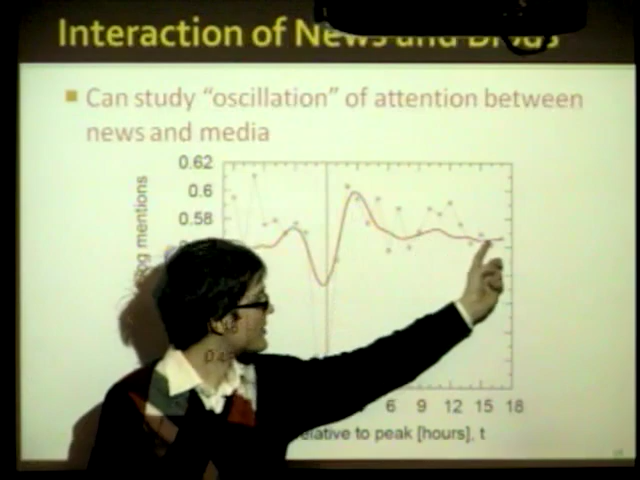 Interaction of News and Blogs
Can study "oscillation" of attention between
news and media
0.62
0.6
0.58
mentions
6 9 12 15 18
relative to peak [hours], t